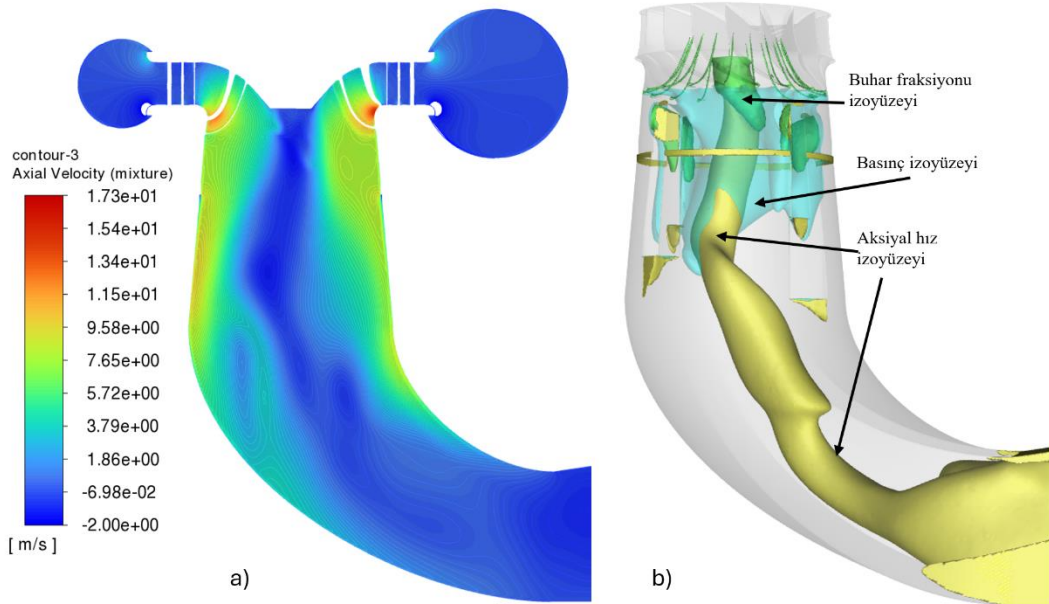 contour-3
Axial Velocity (mixture)
1.73e+01
1.54e+01
1.35e+01
1.15e+01
9.58e+00
7.65e+00
5.72e+00
3.79e+00
1.86e+00
-6.98e-02
-2.00e+00
[ m/s ]
a)
Buhar fraksiyonu
izoyüzeyi
Basınç izoyüzeyi
Aksiyal hız
izoyüzeyi
b)